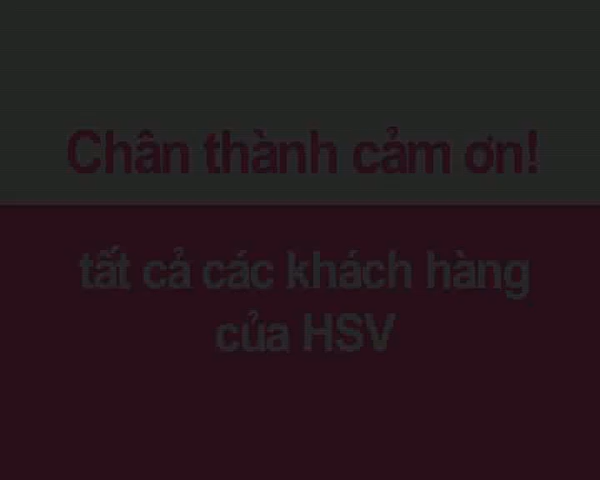 Chân thành cảm ơn!
tất cả các khách hàng
của HSV